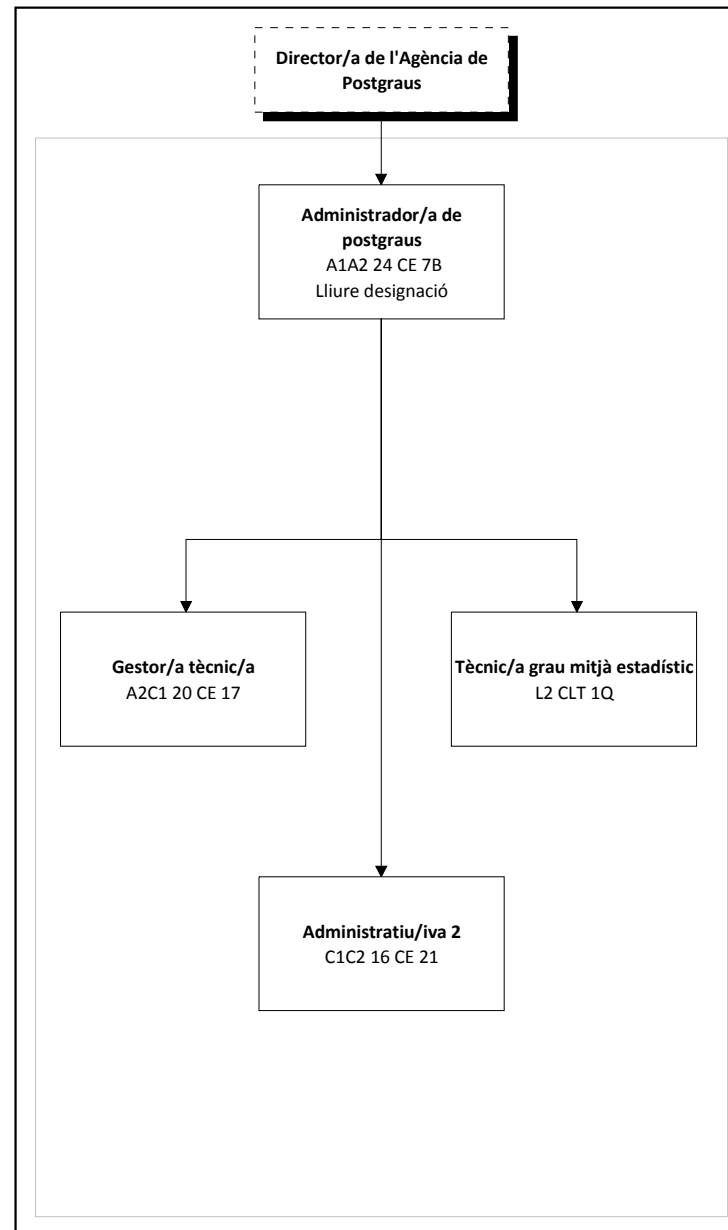 Director/a de l'Agència de
Postgraus
Administrador/a de
postgraus
A1A2 24 CE 7B
Lliure designació
Gestor/a tècnic/a
A2C1 20 CE 17
Tècnic/a grau mitjà estadístic
L2 CLT 1Q
Administratiu/iva 2
C1C2 16 CE 21